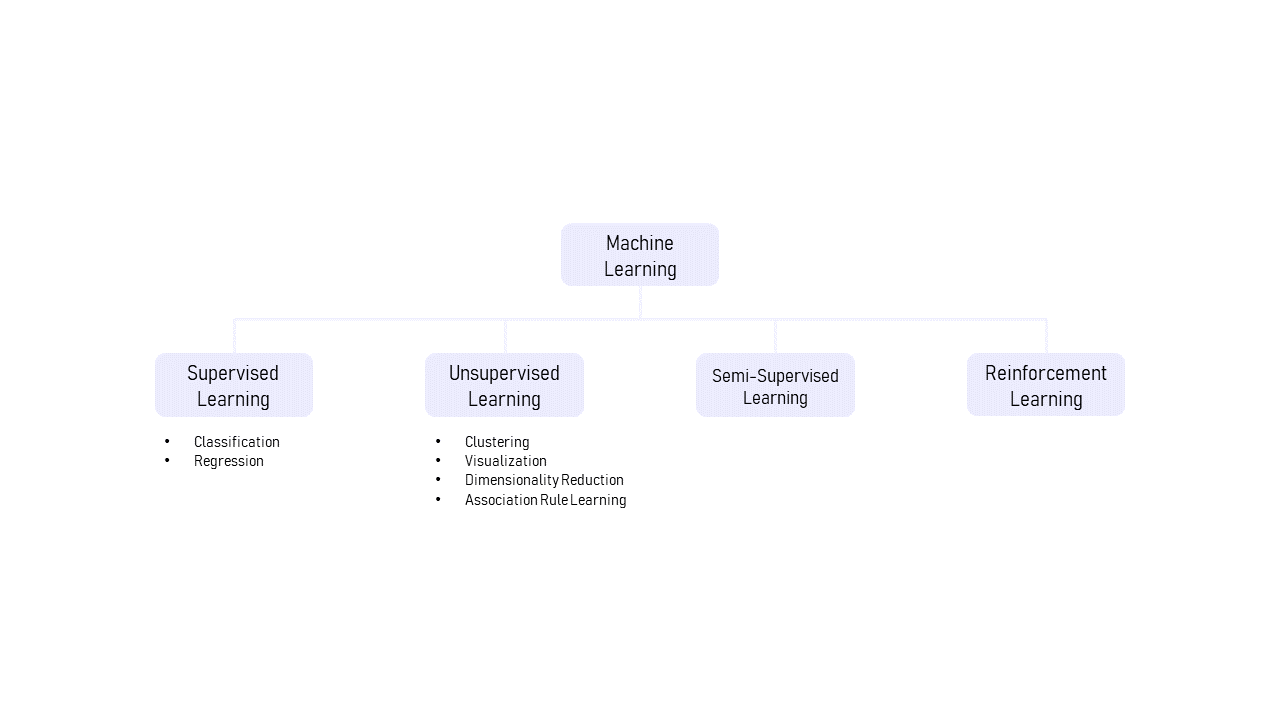 Machine
Learning
Supervised
Learning
Unsupervised
Learning
Semi-Supervised
Learning
Reinforcement
Learning
• Classification
• Regression
• Clustering
• Visualization
• Dimensionality Reduction
• Association Rule Learning